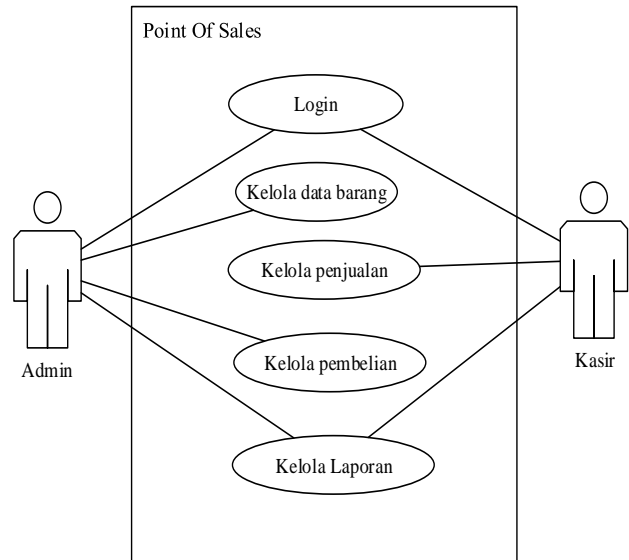 Point Of Sales
Login
Kelola data barang
Kelola penjualan
Kelola pembelian
Kelola Laporan
Admin
Kasir